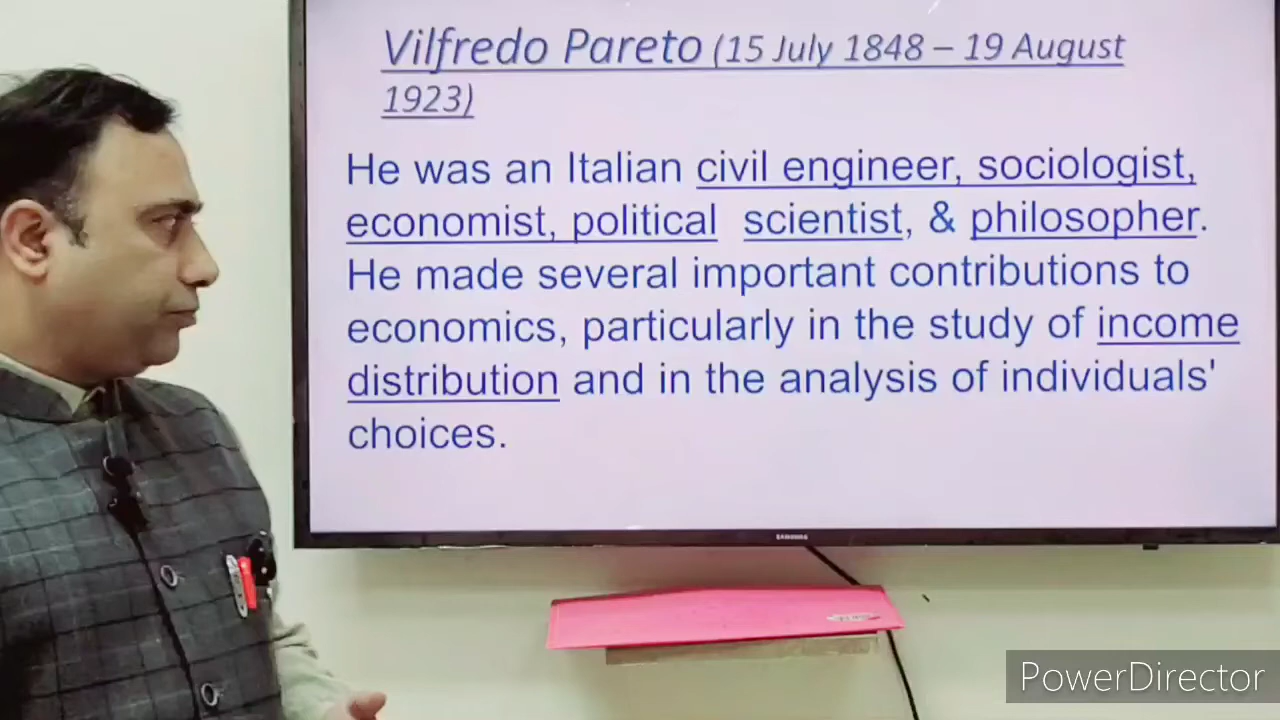 Vilfredo Pareto (15 July 1848 – 19 August
1923)
He was an Italian civil engineer, sociologist,
economist, political scientist, & philosopher.
He made several important contributions to
economics, particularly in the study of income
distribution and in the analysis of individuals'
choices.
SAMSUNG
PowerDirector